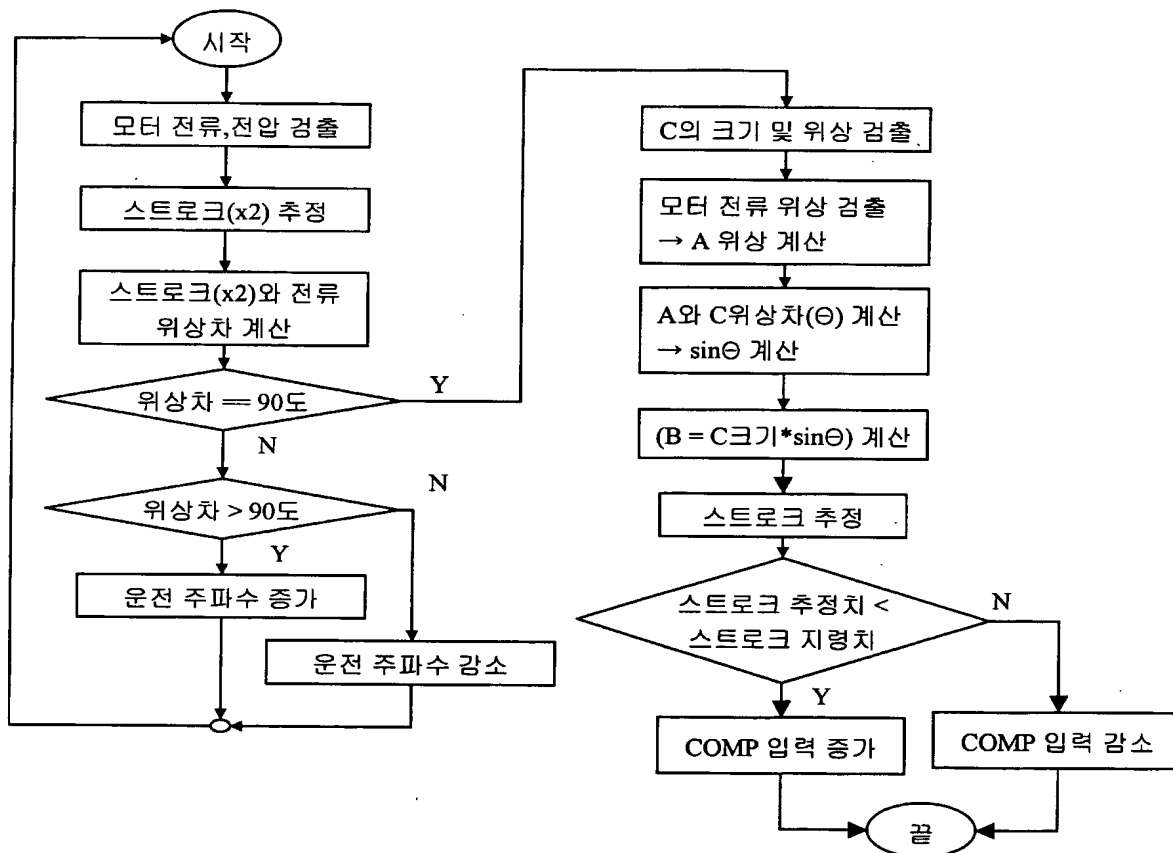 시작
모터 전류,전압 검출
스트로크(x2) 추정
스트로크(x2)와 전류
위상차 계산
위상차 == 90도
Y
N
위상차 > 90도
N
Y
운전 주파수 증가
운전 주파수 감소
C의 크기 및 위상 검출
모터 전류 위상 검출
→ A 위상 계산
A와 C위상차(Θ) 계산
→ sinΘ 계산
(B = C크기*sinΘ) 계산
스트로크 추정
스트로크 추정치 <
스트로크 지령치
N
Y
COMP 입력 증가
COMP 입력 감소
끝